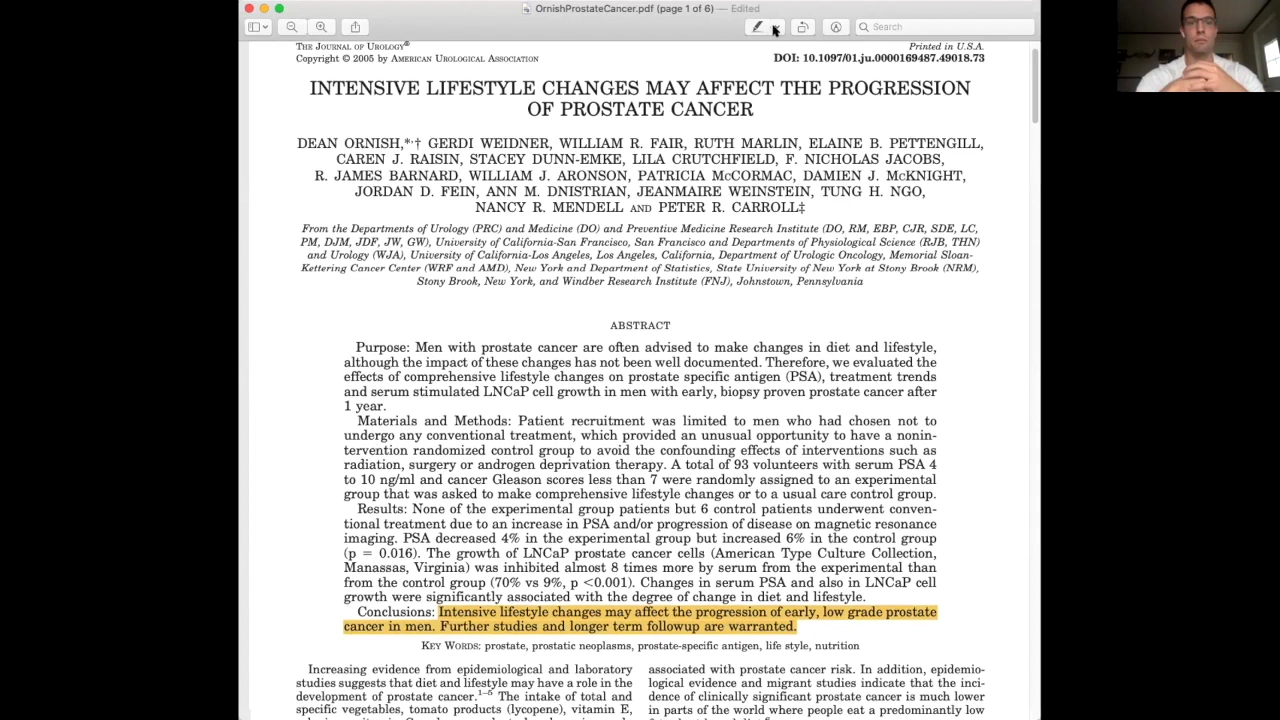 OrnishProstateCancer.pdf (page 1 of 6) — Edited
Search
THE JOURNAL OF UROLOGY®
Printed in U.S.A.
Copyright © 2005 by AMERICAN UROLOGICAL ASSOCIATION
DOI: 10.1097/01.ju.0000169487.49018.73
INTENSIVE LIFESTYLE CHANGES MAY AFFECT THE PROGRESSION
OF PROSTATE CANCER
DEAN ORNISH,*,† GERDI WEIDNER, WILLIAM R. FAIR, RUTH MARLIN, ELAINE B. PETTENGILL,
CAREN J. RAISIN, STACEY DUNN-EMKE, LILA CRUTCHFIELD, F. NICHOLAS JACOBS,
R. JAMES BARNARD, WILLIAM J. ARONSON, PATRICIA McCORMAC, DAMIEN J. McKNIGHT,
JORDAN D. FEIN, ANN M. DNISTRIAN, JEANMAIRE WEINSTEIN, TUNG H. NGO,
NANCY R. MENDELL AND PETER R. CARROLL‡
From the Departments of Urology (PRC) and Medicine (DO) and Preventive Medicine Research Institute (DO, RM, EBP, CJR, SDE, LC,
PM, DJM, JDF, JW, GW), University of California-San Francisco, San Francisco and Departments of Physiological Science (RJB, THN)
and Urology (WJA), University of California-Los Angeles, Los Angeles, California, Department of Urologic Oncology, Memorial Sloan-
Kettering Cancer Center (WRF and AMD), New York and Department of Statistics, State University of New York at Stony Brook (NRM),
Stony Brook, New York, and Windber Research Institute (FNJ), Johnstown, Pennsylvania
ABSTRACT
Purpose: Men with prostate cancer are often advised to make changes in diet and lifestyle,
although the impact of these changes has not been well documented. Therefore, we evaluated the
effects of comprehensive lifestyle changes on prostate specific antigen (PSA), treatment trends
and serum stimulated LNCaP cell growth in men with early, biopsy proven prostate cancer after
1 year.
Materials and Methods: Patient recruitment was limited to men who had chosen not to
undergo any conventional treatment, which provided an unusual opportunity to have a nonin-
tervention randomized control group to avoid the confounding effects of interventions such as
radiation, surgery or androgen deprivation therapy. A total of 93 volunteers with serum PSA 4
to 10 ng/ml and cancer Gleason scores less than 7 were randomly assigned to an experimental
group that was asked to make comprehensive lifestyle changes or to a usual care control group.
Results: None of the experimental group patients but 6 control patients underwent conven-
tional treatment due to an increase in PSA and/or progression of disease on magnetic resonance
imaging. PSA decreased 4% in the experimental group but increased 6% in the control group
(p = 0.016). The growth of LNCaP prostate cancer cells (American Type Culture Collection,
Manassas, Virginia) was inhibited almost 8 times more by serum from the experimental than
from the control group (70% vs 9%, p <0.001). Changes in serum PSA and also in LNCaP cell
growth were significantly associated with the degree of change in diet and lifestyle.
Conclusions: Intensive lifestyle changes may affect the progression of early, low grade prostate
cancer in men. Further studies and longer term followup are warranted.
KEY WORDS: prostate, prostatic neoplasms, prostate-specific antigen, life style, nutrition
Increasing evidence from epidemiological and laboratory
studies suggests that diet and lifestyle may have a role in the
development of prostate cancer.1–5 The intake of total and
specific vegetables, tomato products (lycopene), vitamin E,
associated with prostate cancer risk. In addition, epidemio-
logical evidence and migrant studies indicate that the inci-
dence of clinically significant prostate cancer is much lower
in parts of the world where people eat a predominantly low